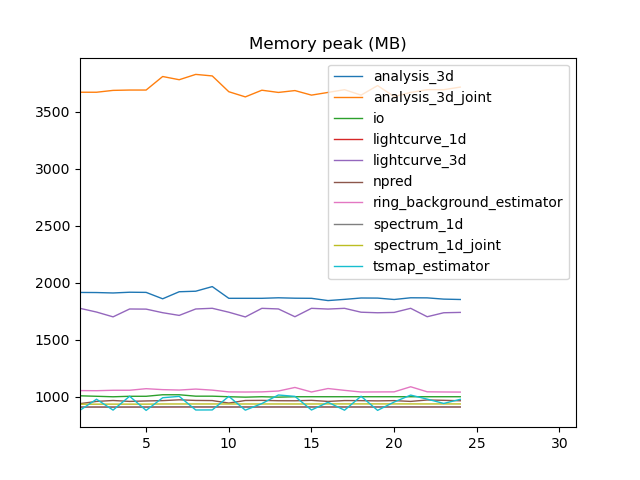 Memory peak (MB)
analysis_3d
analysis_3d_joint
io
lightcurve_1d
lightcurve_3d
npred
ring_background_estimator
spectrum_1d
spectrum_1d_joint
tsmap_estimator
3500
3000
2500
2000
1500
1000
5 10 15 20 25 30